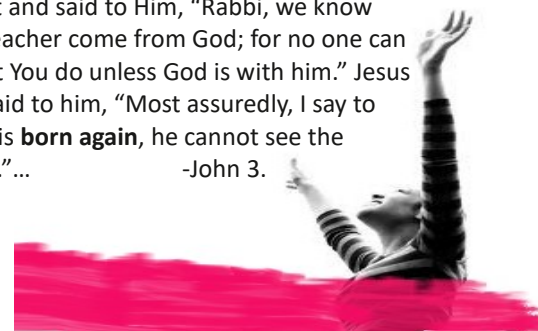 t and said to Him, “Rabbi, we know
eacher come from God; for no one can
t You do unless God is with him.” Jesus
aid to him, “Most assuredly, I say to
is born again, he cannot see the
.”… -John 3.